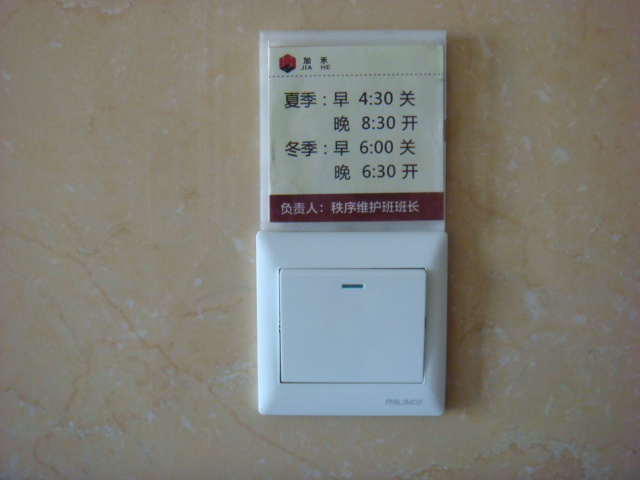 加 禾
JIA HE
夏季：早 4:30 关
晚 8:30 开
冬季：早 6:00 关
晚 6:30 开
负责人：秩序维护班班长